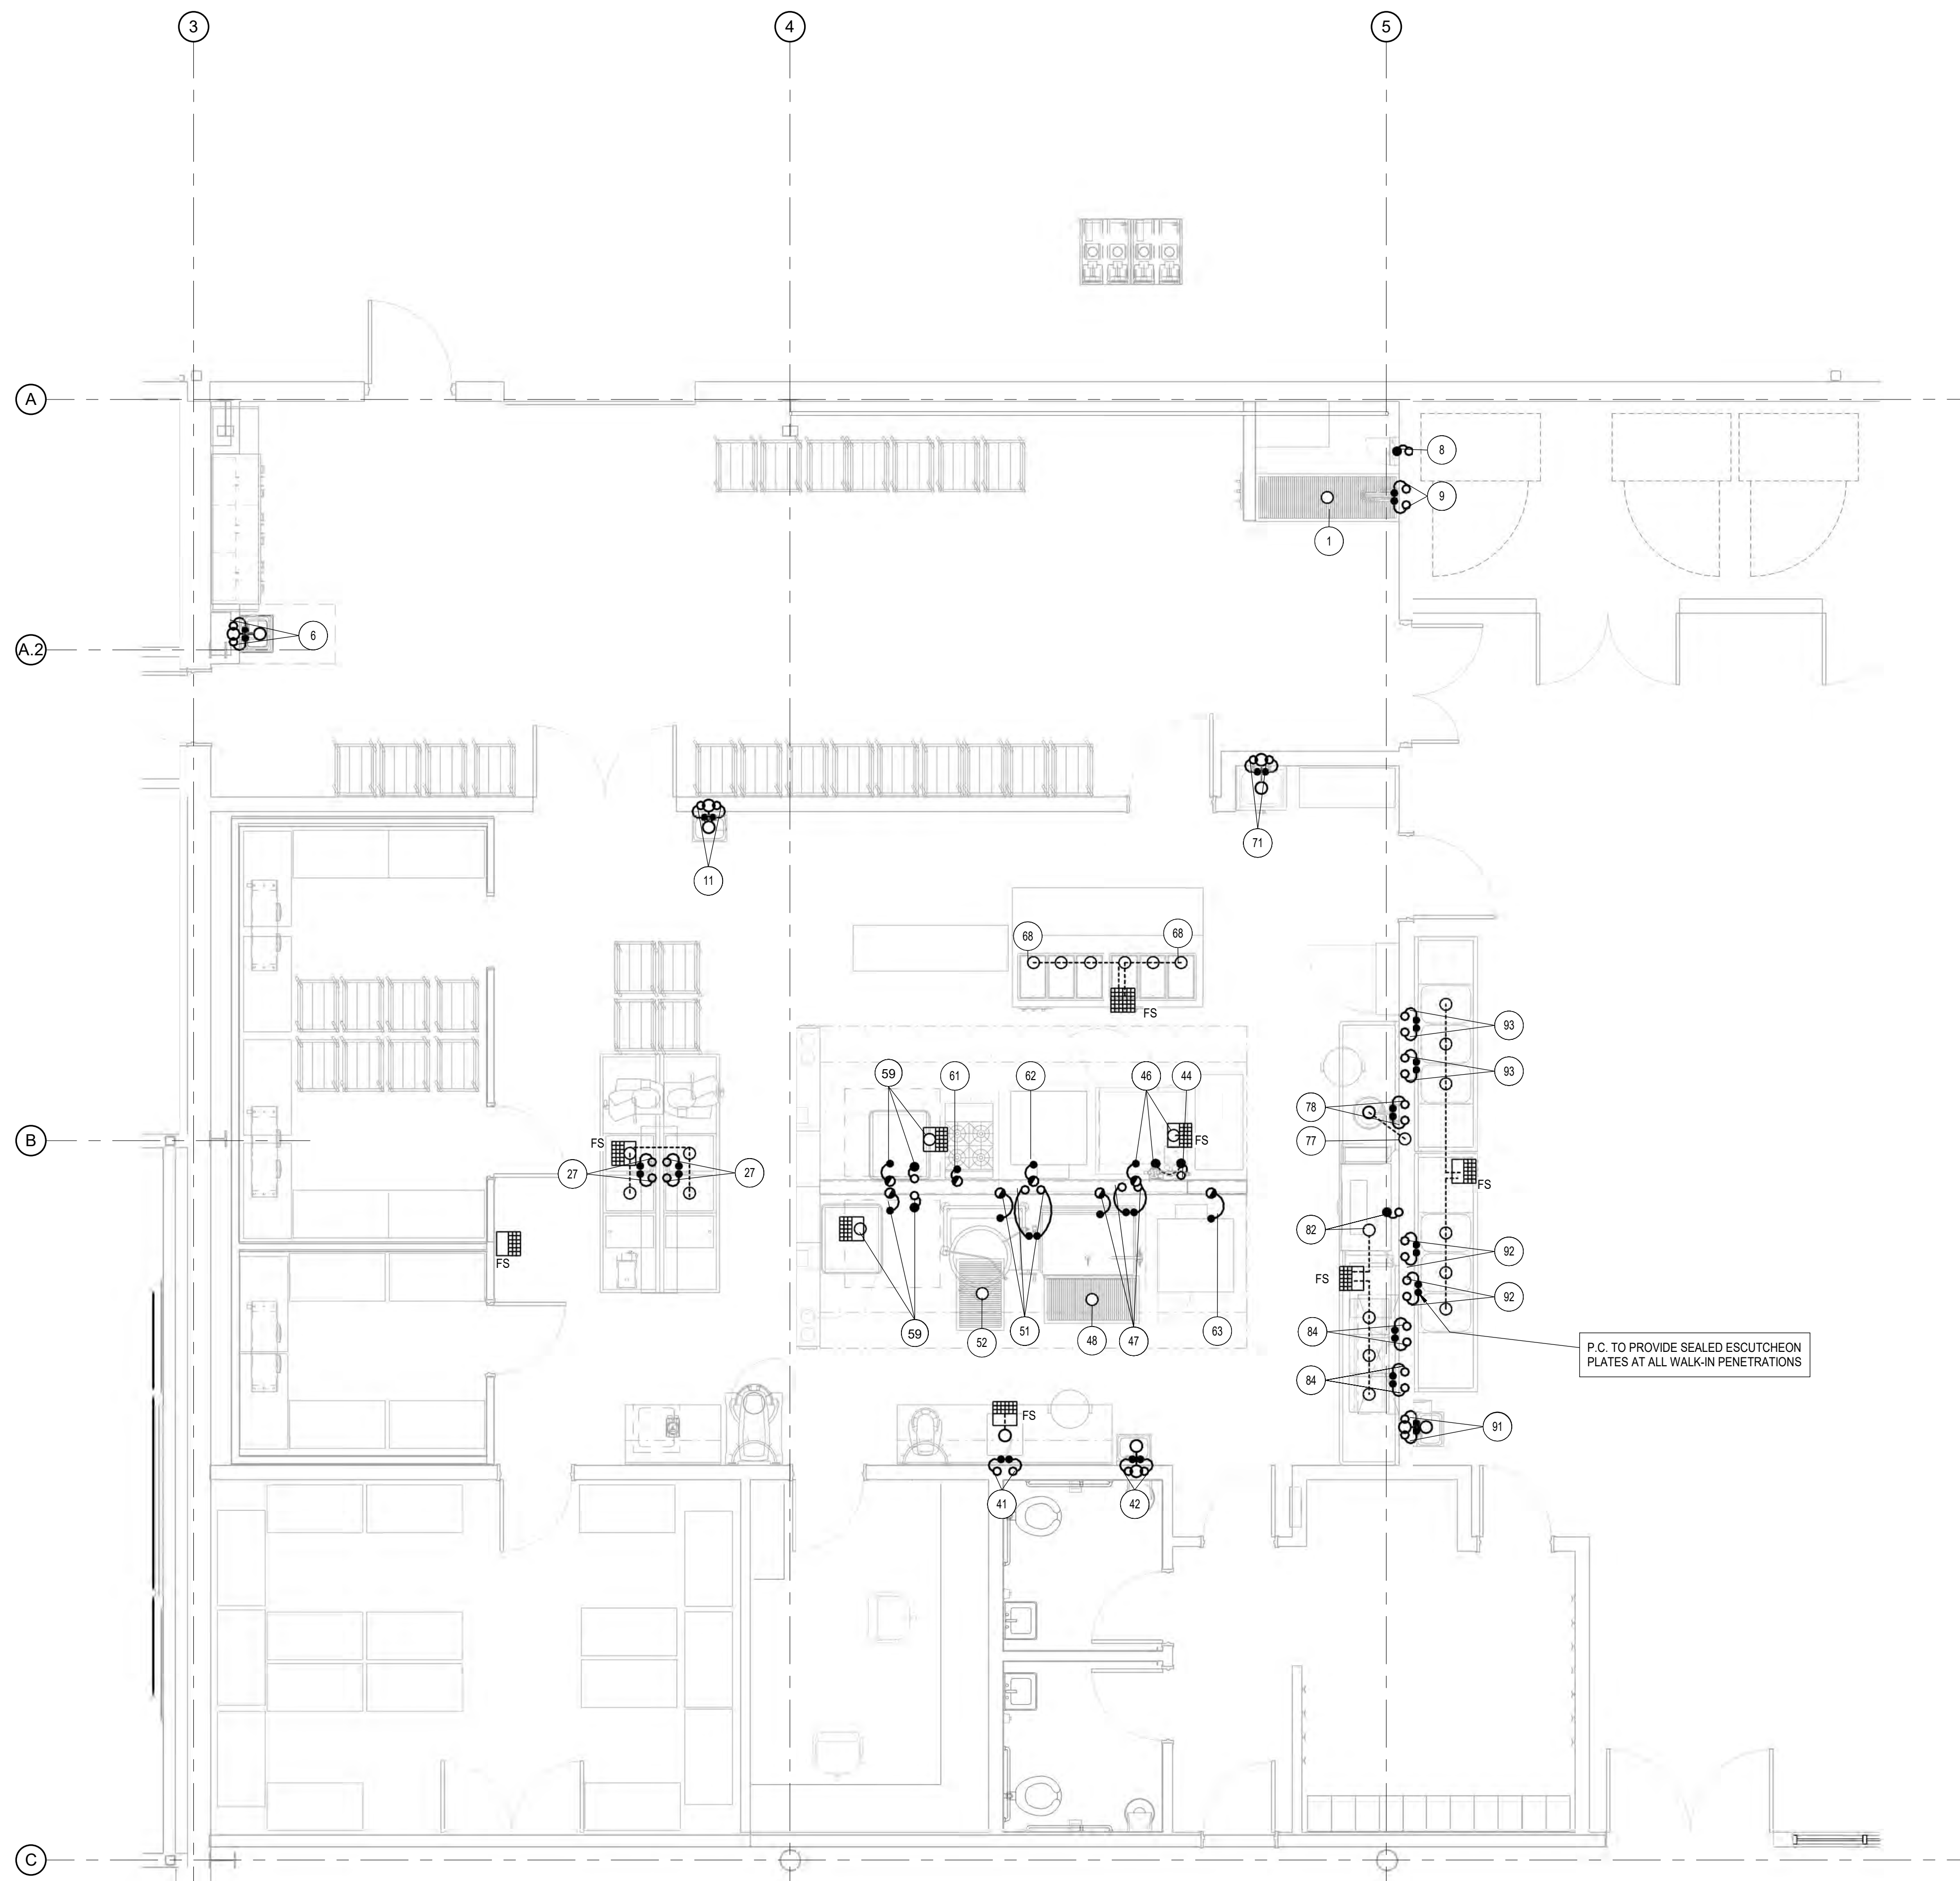 3
4
5
A
8
9
1
6
A.2
71
11
68
68
FS
93
59
61
62
46
44
93
78
B
FS
FS
77
27
27
FS
82
92
FS
FS
92
59
52
51
48
47
63
84
P.C. TO PROVIDE SEALED ESCUTCHEON
PLATES AT ALL WALK-IN PENETRATIONS
84
FS
91
41
42
C